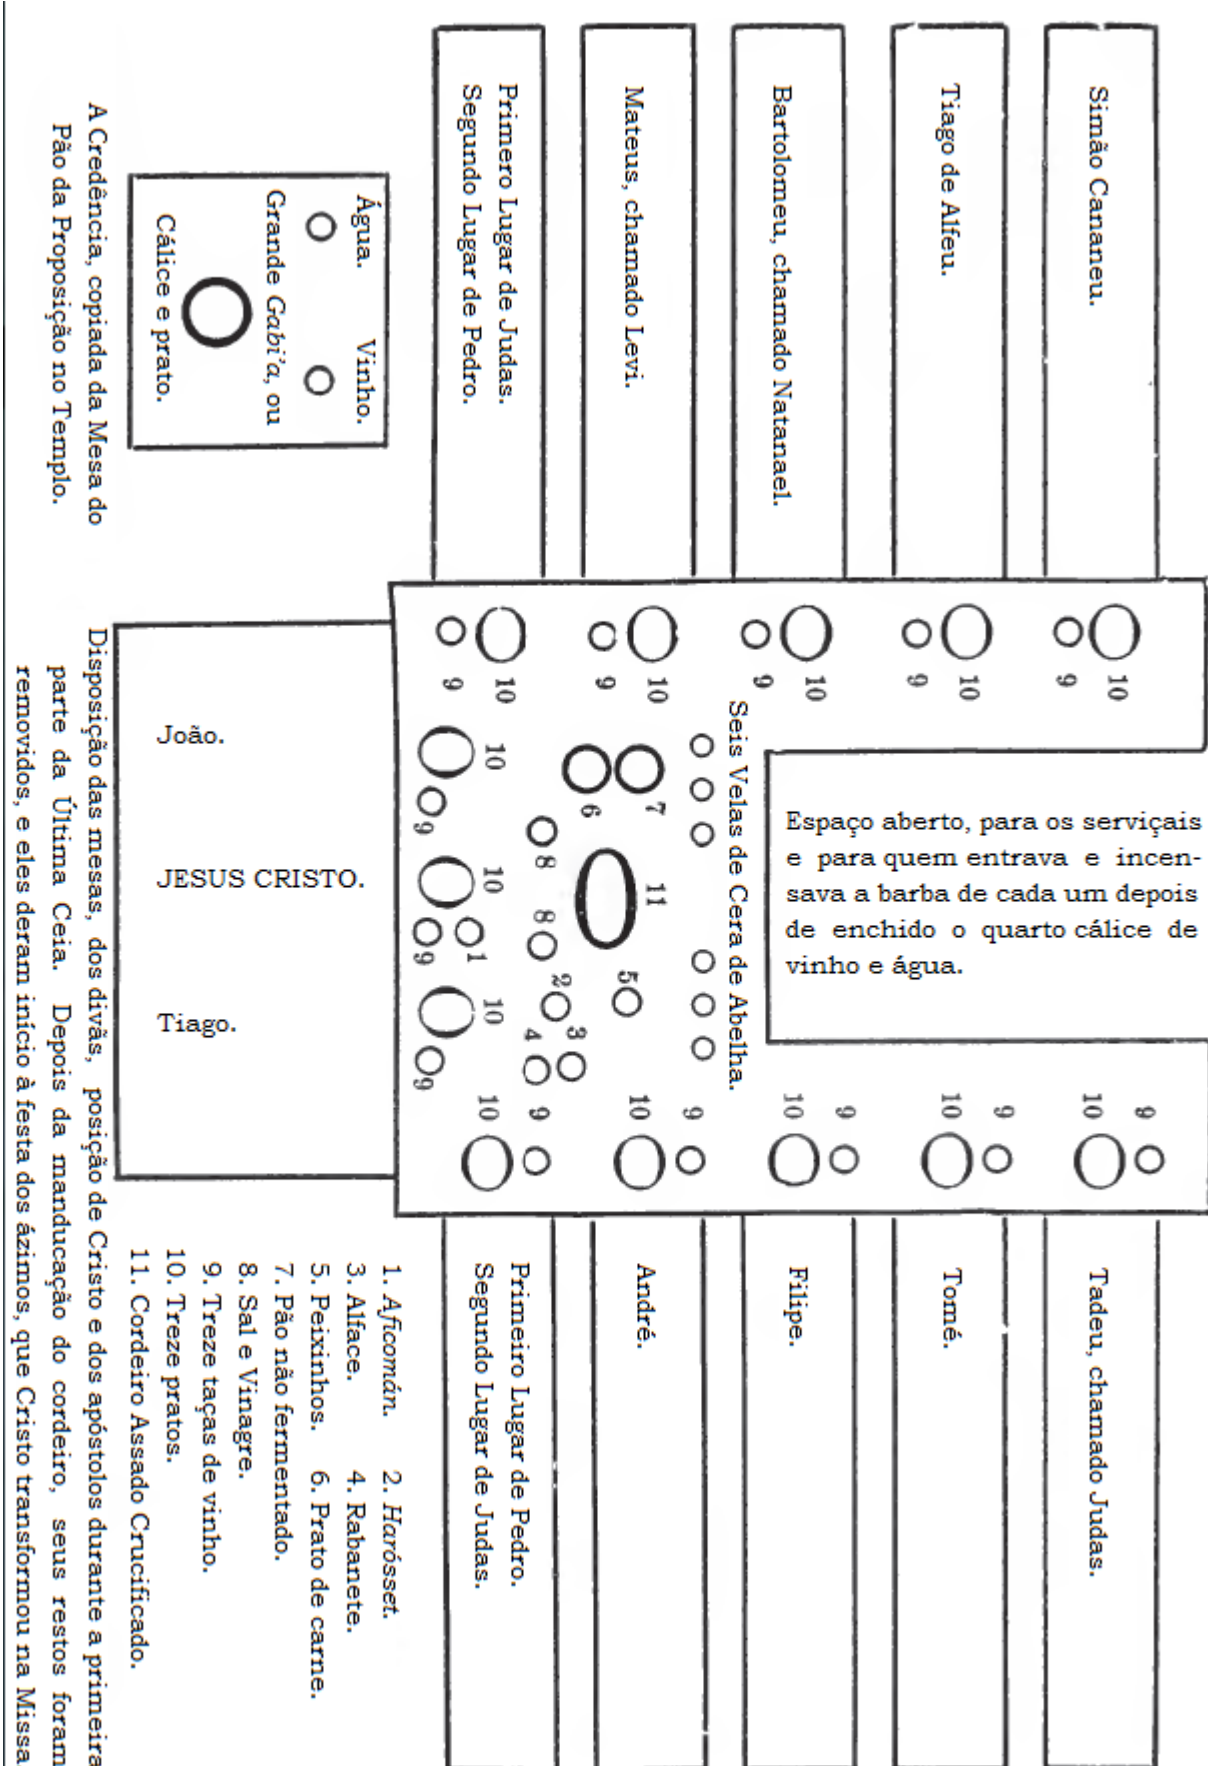 Simão Cananeu.
Tiago de Alfeu.
Bartolomeu, chamado Natanael.
Mateus, chamado Levi.
Primero Lugar de Judas.
Segundo Lugar de Pedro.
Água. Vinho.
Grande Gabi’a, ou
Cálice e prato.
A Credência, copiada da Mesa do
Pão da Proposição no Templo.
10 10 10 10 10
9 9 9 9 9
Seis Velas de Cera de Abelha.
Espaço aberto, para os serviçais
e para quem entrava e incen-
sava a barba de cada um depois
de enchido o quarto cálice de
vinho e água.
7
6
11
8
8
5
2
3
4
10
9
10
9
1
10
9
João.
JESUS CRISTO.
Tiago.
9 9 9 9 9
10 10 10 10 10
Tadeu, chamado Judas.
Tomé.
Filipe.
André.
Primeiro Lugar de Pedro.
Segundo Lugar de Judas.
1. Aficomán. 2. Harósset.
3. Alface. 4. Rabanete.
5. Peixinhos. 6. Prato de carne.
7. Pão não fermentado.
8. Sal e Vinagre.
9. Treze taças de vinho.
10. Treze pratos.
11. Cordeiro Assado Crucificado.
Disposição das mesas, dos divãs, posição de Cristo e dos apóstolos durante a primeira
parte da Última Ceia. Depois da manducação do cordeiro, seus restos foram
removidos, e eles deram início à festa dos ázimos, que Cristo transformou na Missa